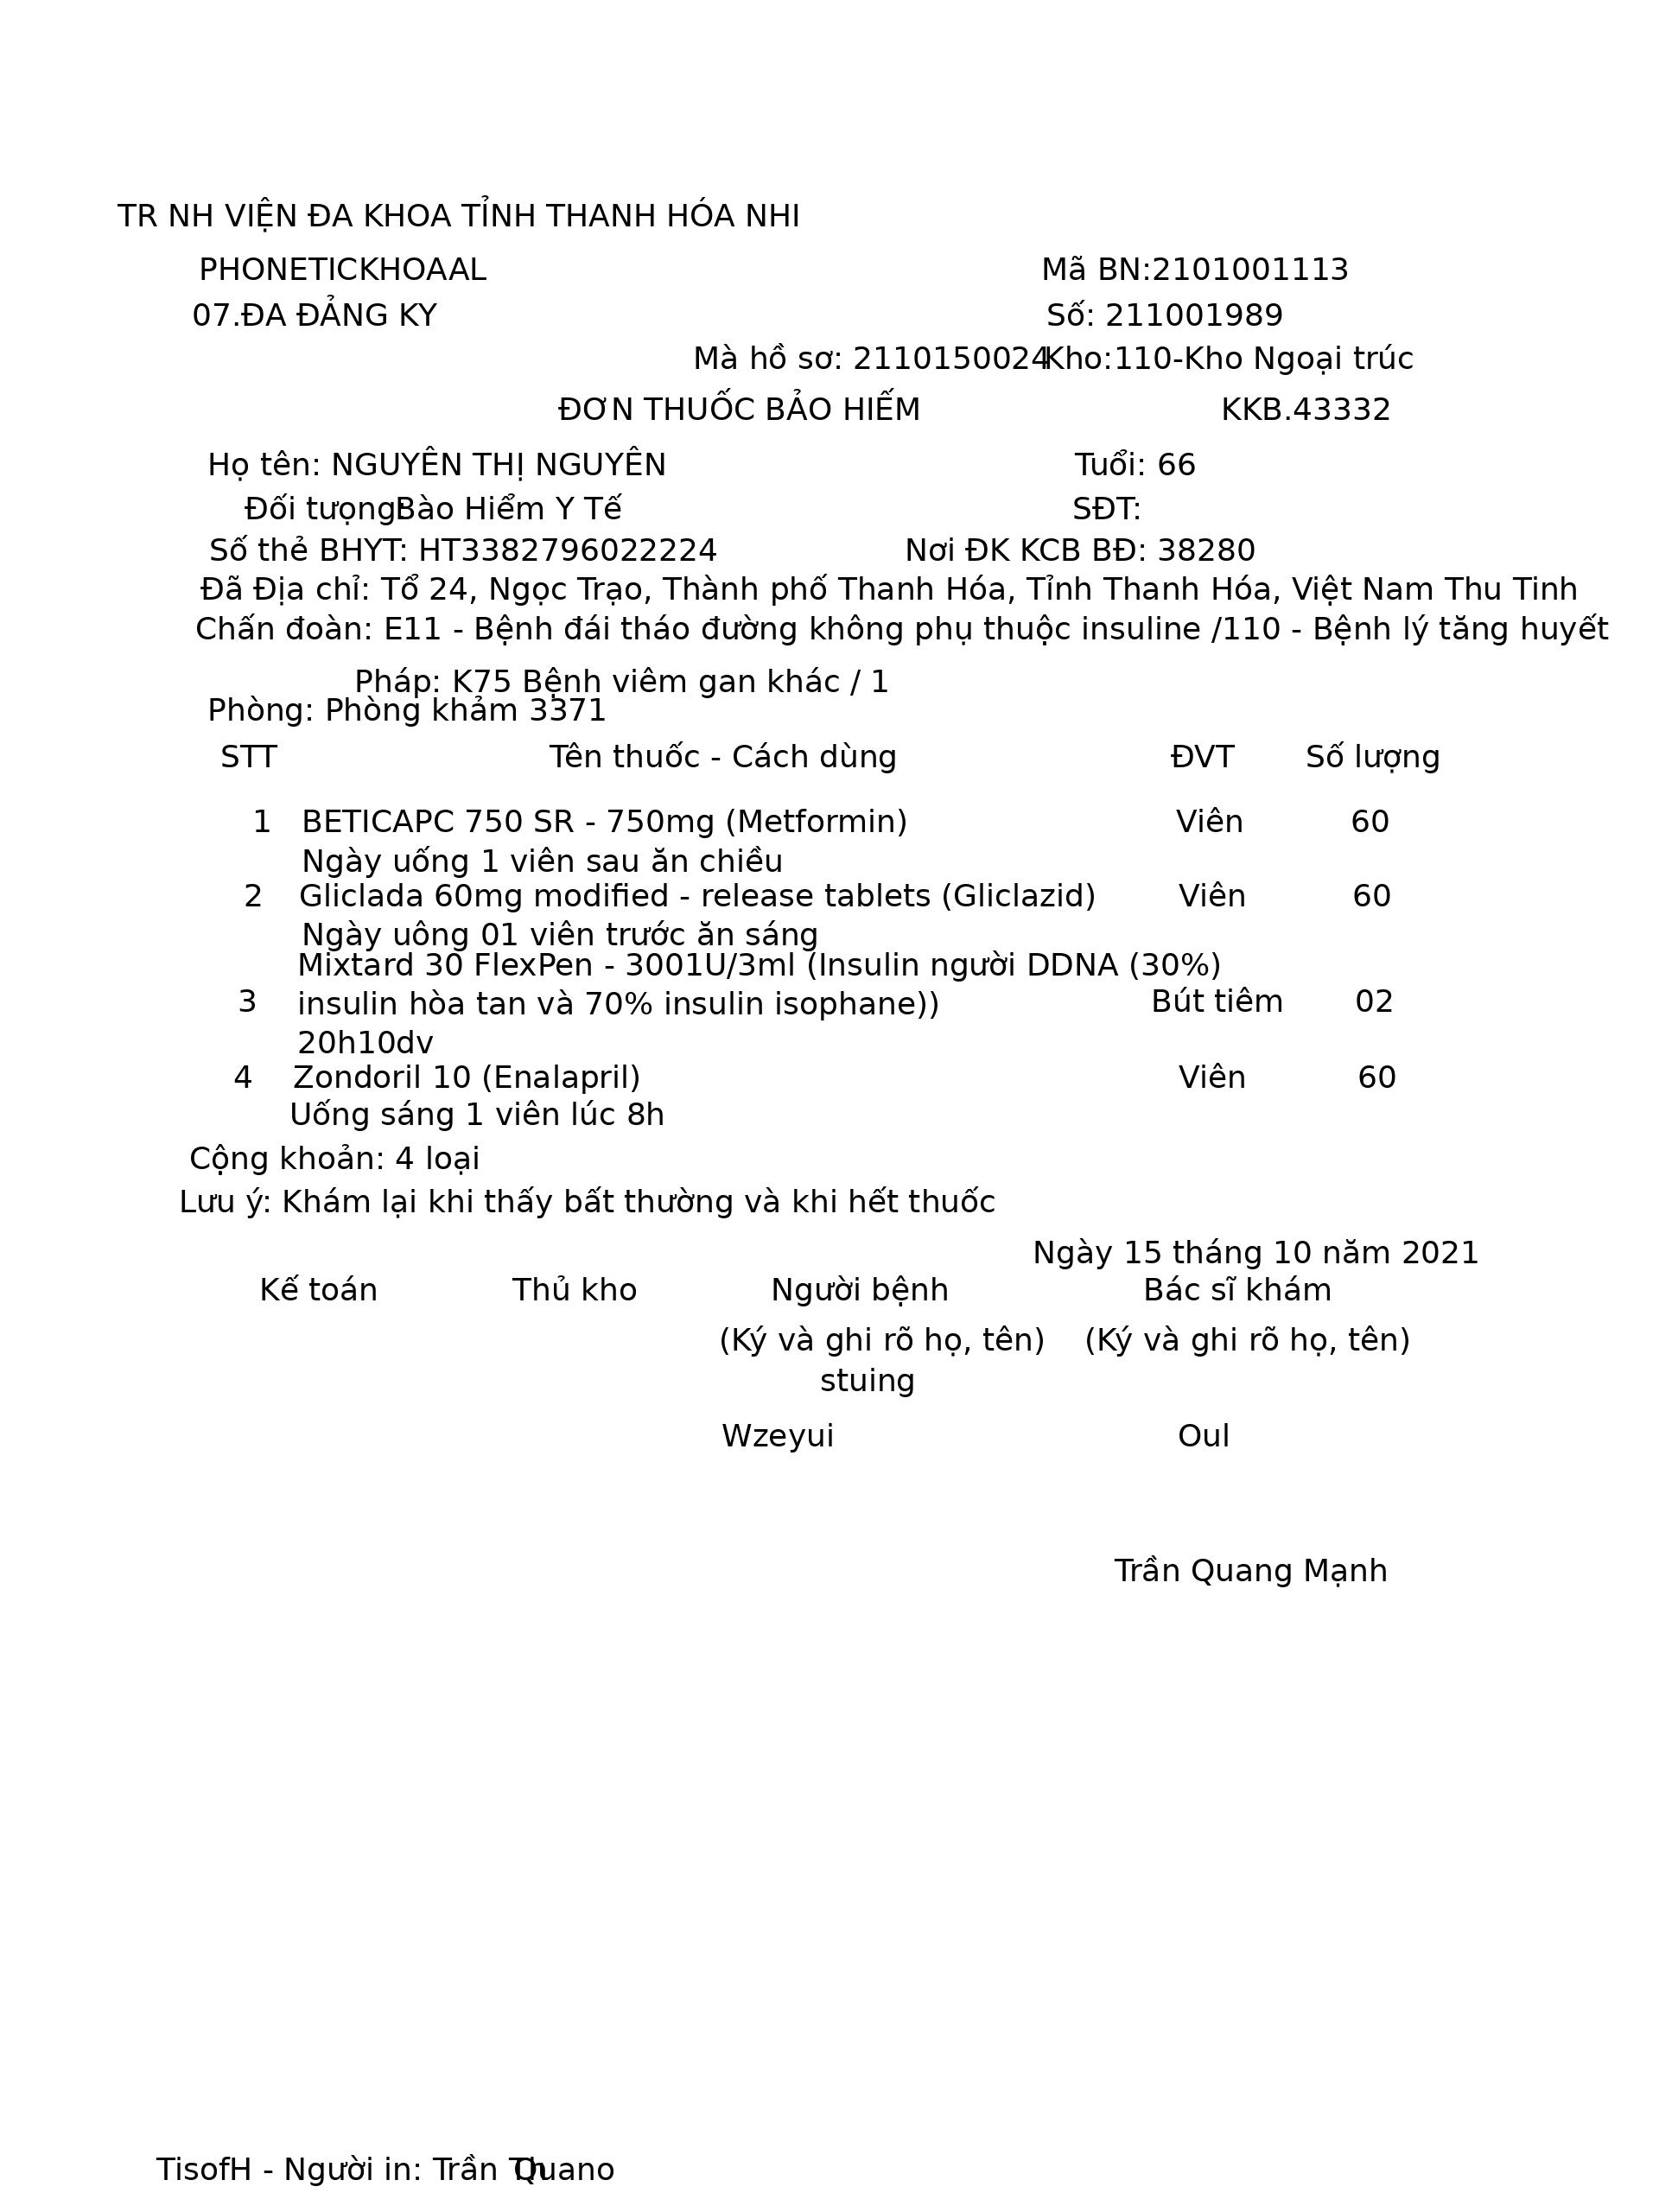 TR NH VIỆN ĐA KHOA TỈNH THANH HÓA NHI
PHONETICKHOAAL Mã BN:2101001113
07.ĐA ĐẢNG KY Số: 211001989
Mà hồ sơ: 2110150024 Kho:110-Kho Ngoại trúc
ĐƠN THUỐC BẢO HIẾM KKB.43332
Họ tên: NGUYÊN THỊ NGUYÊN Tuổi: 66
Đối tượng: Bào Hiểm Y Tế SĐT:
Số thẻ BHYT: HT3382796022224 Nơi ĐK KCB BĐ: 38280
Đã Địa chỉ: Tổ 24, Ngọc Trạo, Thành phố Thanh Hóa, Tỉnh Thanh Hóa, Việt Nam Thu Tinh
Chấn đoàn: E11 - Bệnh đái tháo đường không phụ thuộc insuline /110 - Bệnh lý tăng huyết
Pháp: K75 Bệnh viêm gan khác / 1
Phòng: Phòng khảm 3371
STT Tên thuốc - Cách dùng ĐVT Số lượng
1 BETICAPC 750 SR - 750mg (Metformin) Viên 60
Ngày uống 1 viên sau ăn chiều
2 Gliclada 60mg modified - release tablets (Gliclazid) Viên 60
Ngày uông 01 viên trước ăn sáng
Mixtard 30 FlexPen - 3001U/3ml (Insulin người DDNA (30%)
3 insulin hòa tan và 70% insulin isophane)) Bút tiêm 02
20h10dv
4 Zondoril 10 (Enalapril) Viên 60
Uống sáng 1 viên lúc 8h
Cộng khoản: 4 loại
Lưu ý: Khám lại khi thấy bất thường và khi hết thuốc
Ngày 15 tháng 10 năm 2021
Kế toán Thủ kho Người bệnh Bác sĩ khám
(Ký và ghi rõ họ, tên) (Ký và ghi rõ họ, tên)
stuing
Wzeyui Oul
Trần Quang Mạnh
TisofH - Người in: Trần Th Quano